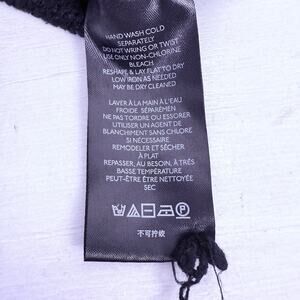 HAND WASH COLD
SEPARATELY
DO NOT WRING OR TWIST
USE ONLY NON-CHLORINE
BLEACH
RESHAPE & LAY FLAT TO DRY
LOW IRON AS NEEDED
MAY BE DRY CLEANED
LAVER À LA MAIN À L'EAU
FROIDE SÉPARÉMEN
NE PAS TORDRE OU ESSORER
UTILISER UN AGENT DE
BLANCHIMENT SANS CHLORE
SI NÉCESSAIRE
REMODELER ET SÉCHER
À PLAT
REPASSER, AU BESOIN, À TRÈS
BASSE TEMPÉRATURE
PEUT-ÊTRE ÊTRE NETTOYÉE
SEC
不可拧绞